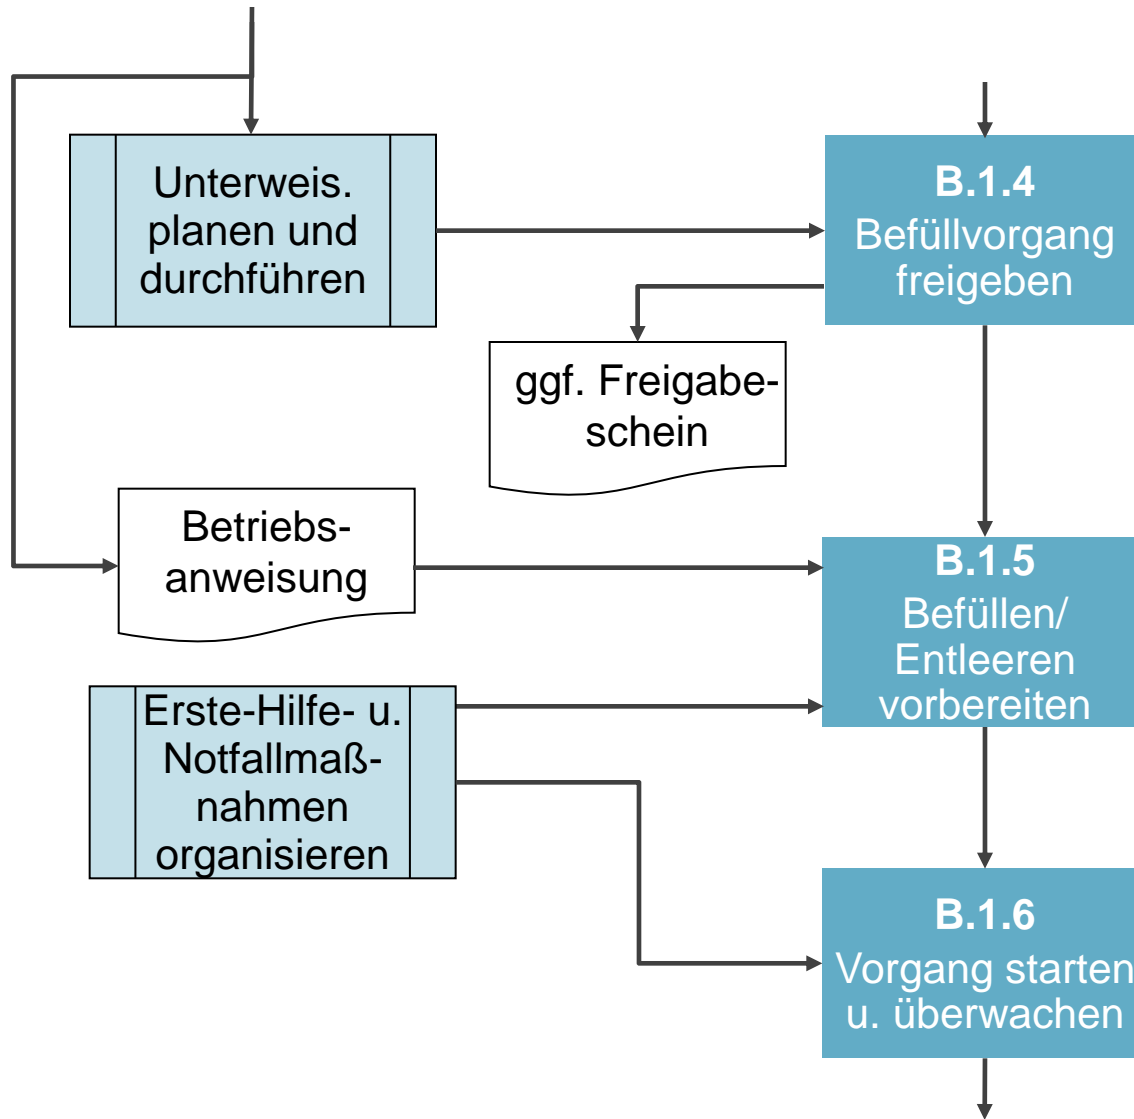 Unterweis.
planen und
durchführen
B.1.4
Befüllvorgang
freigeben
ggf. Freigabe-
schein
Betriebs-
anweisung
B.1.5
Befüllen/
Entleeren
vorbereiten
Erste-Hilfe- u.
Notfallmaß-
nahmen
organisieren
B.1.6
Vorgang starten
u. überwachen